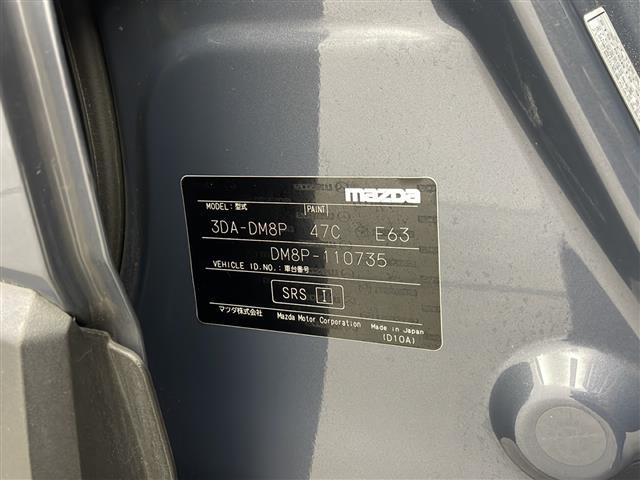 mazda
MODEL: 型式 PAINT
3DA-DM8P 47C E63
DM8P-110735
VEHICLE ID.NO.: 車台番号
SRS I
マツダ株式会社 Mazda Motor Corporation Made in Japan
(D10A)